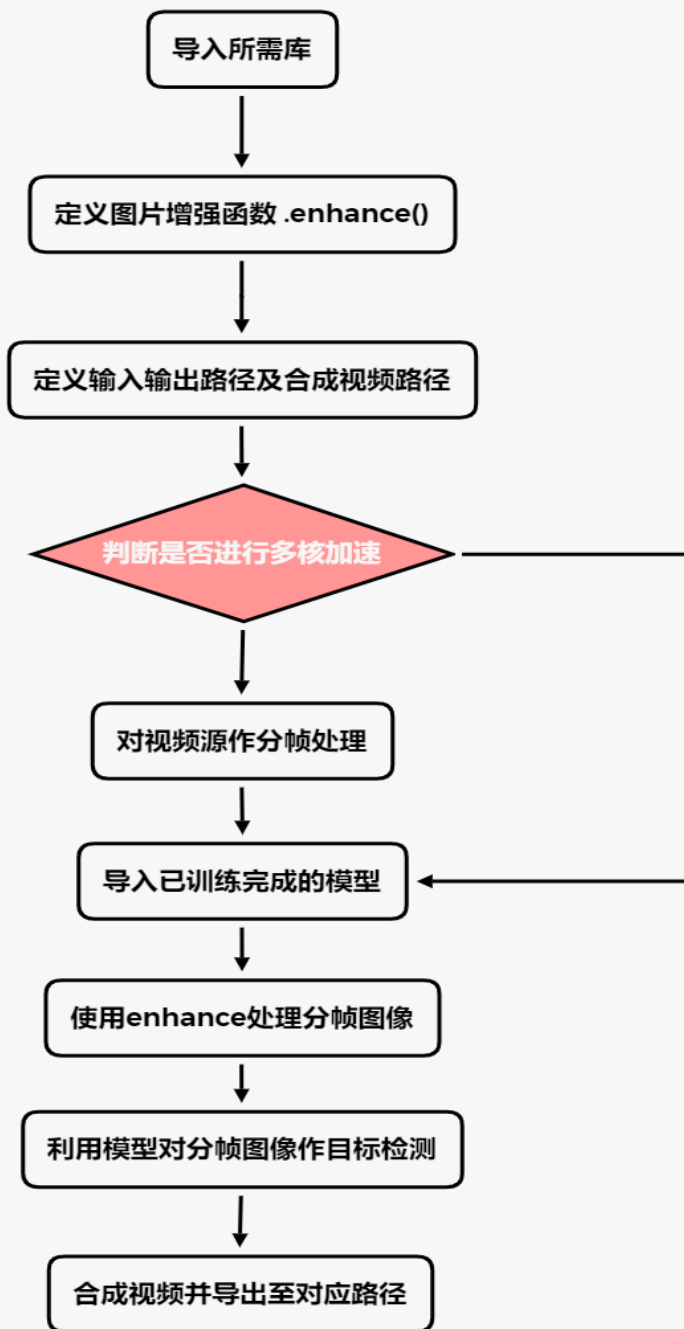 导入所需库
定义图片增强函数 .enhance()
定义输入输出路径及合成视频路径
判断是否进行多核加速
对视频源作分帧处理
导入已训练完成的模型
使用enhance处理分帧图像
利用模型对分帧图像作目标检测
合成视频并导出至对应路径